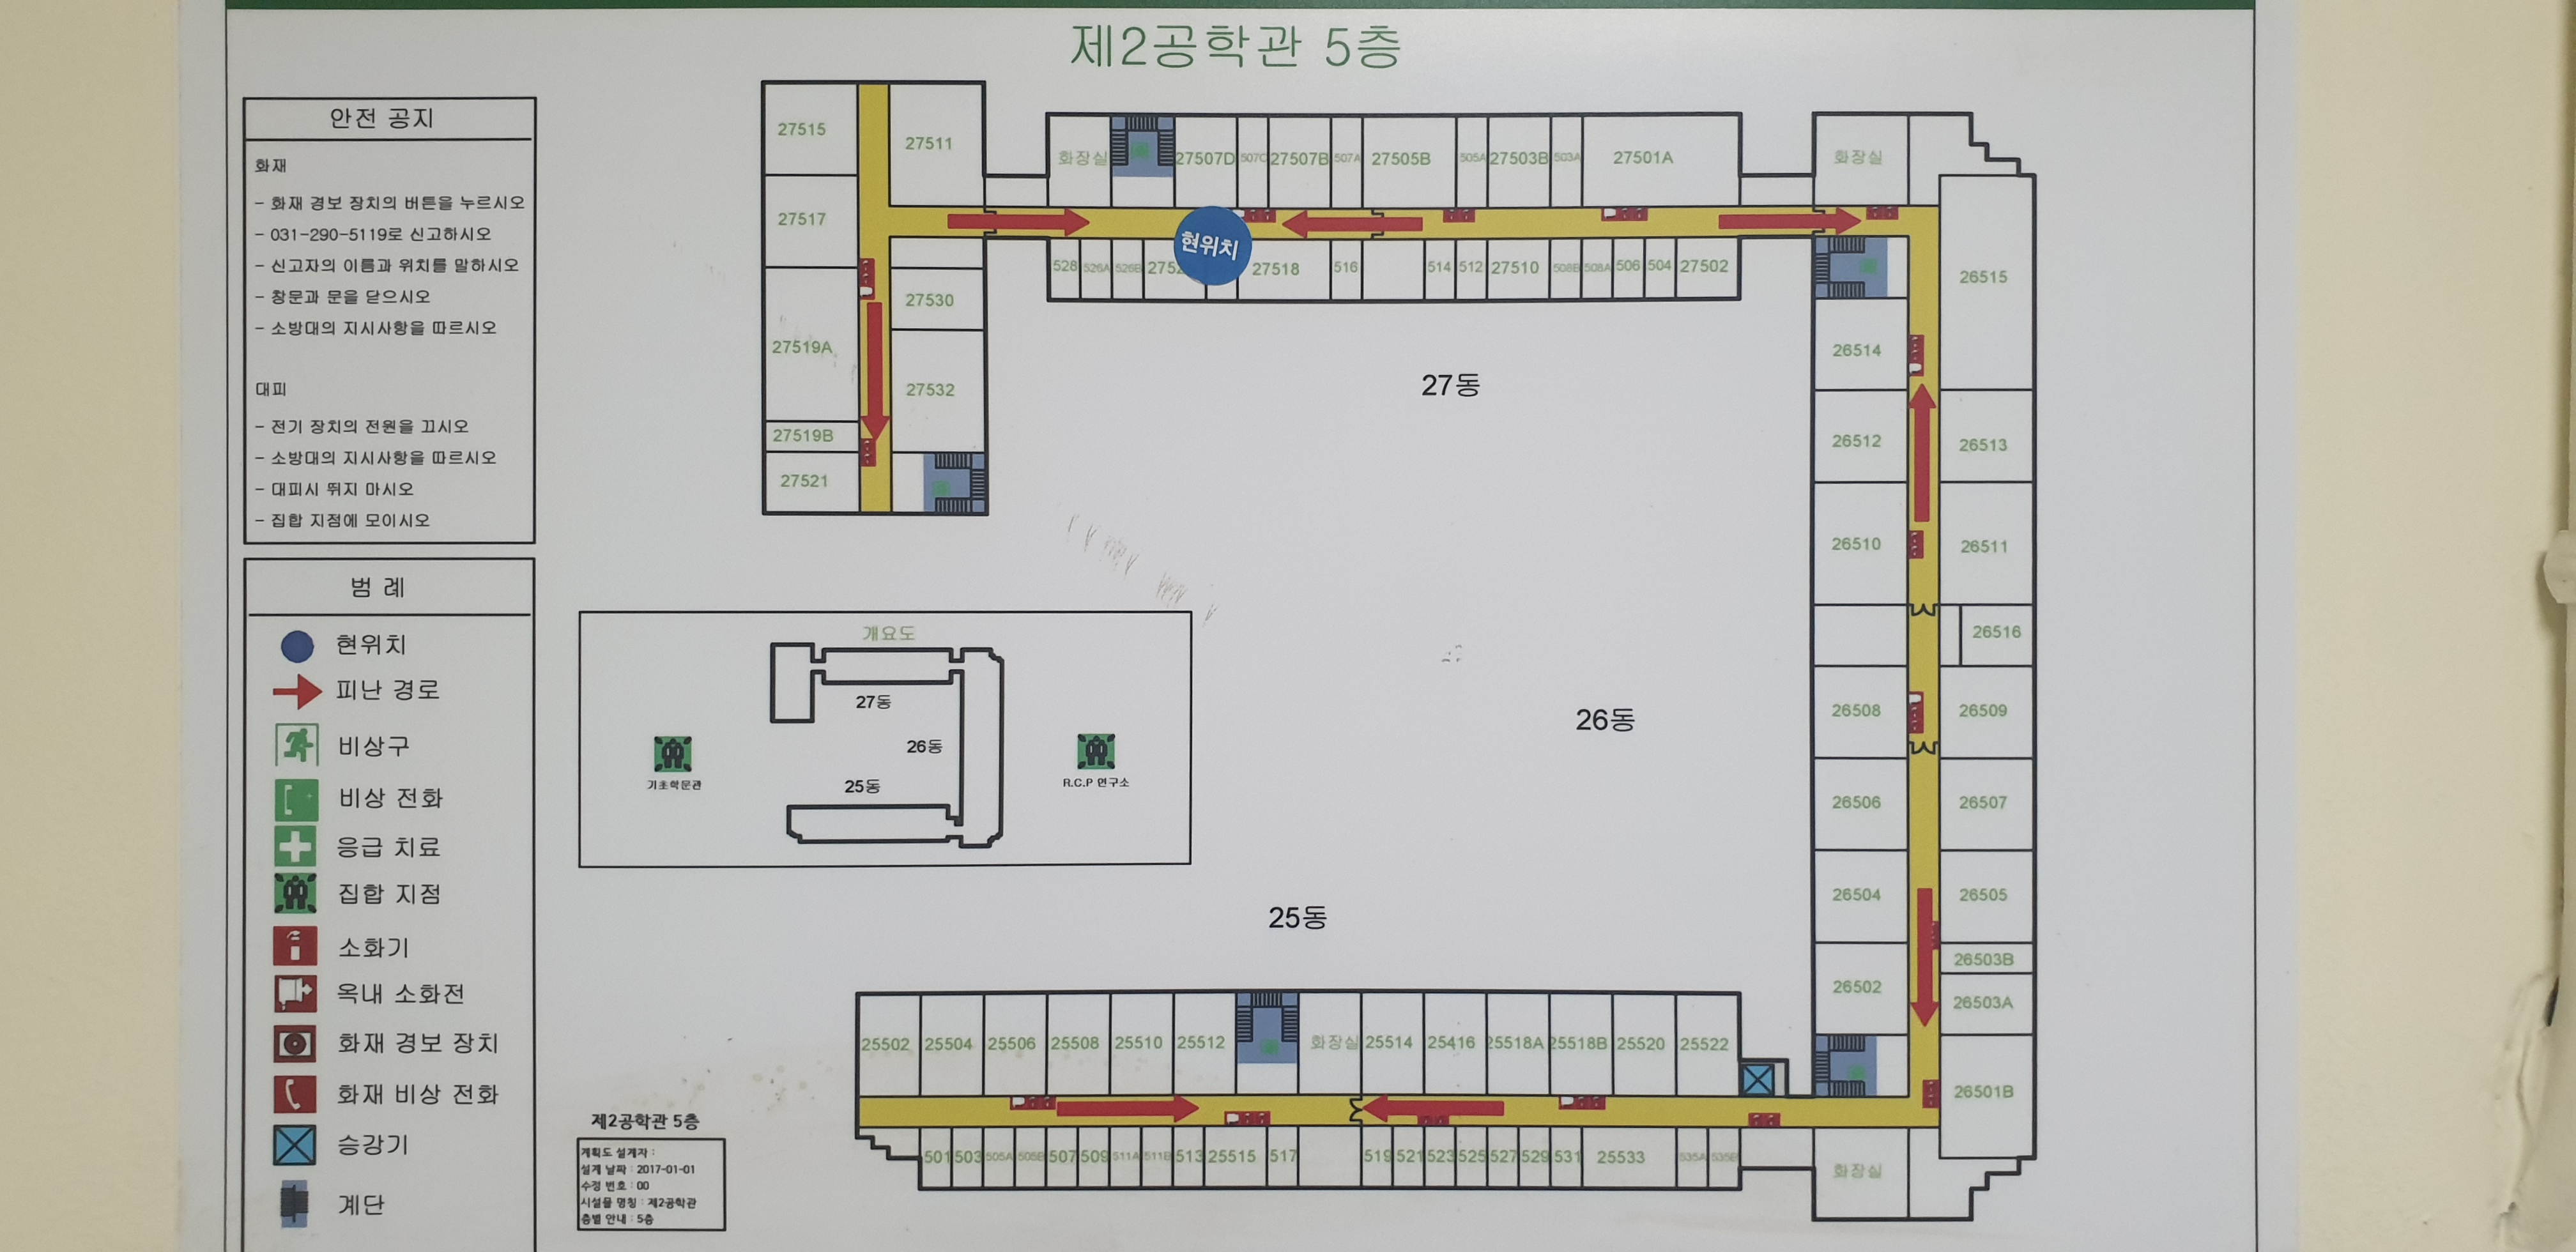 제2공학관 5층
안전 공지
화재
- 화재 경보 장치의 버튼을 누르시오
- 031-290-5119로 신고하시오
- 신고자의 이름과 위치를 말하시오
- 창문과 문을 닫으시오
- 소방대의 지시사항을 따르시오
대피
- 전기 장치의 전원을 끄시오
- 소방대의 지시사항을 따르시오
- 대피시 뛰지 마시오
- 집합 지점에 모이시오
범 례
현위치
피난 경로
비상구
비상 전화
응급 치료
집합 지점
소화기
옥내 소화전
화재 경보 장치
화재 비상 전화
승강기
계단
27515
27511
27517
27519A
27530
27532
27519B
27521
화장실 27507D 507C 27507B 507A 27505B 505A 27503B 503A 27501A
현위치
528 526A 526B 27518 516 514 512 27510 508B 508A 506 504 27502
27동
화장실
26515
26514
26512 26513
26510 26511
26516
26508 26509
26506 26507
26504 26505
26503B
26502 26503A
26501B
화장실
26동
개요도
27동
26동
25동
기초학문관
R.C.P 연구소
25동
25502 25504 25506 25508 25510 25512 화장실 25514 25416 25518A 25518B 25520 25522
501 503 505A 505B 507 509 511A 511B 513 25515 517 519 521 523 525 527 529 531 25533 535A 535B
제2공학관 5층
계획도 설계자 :
설계 날짜 : 2017-01-01
수정 번호 : 00
시설물 명칭 : 제2공학관
층별 안내 : 5층